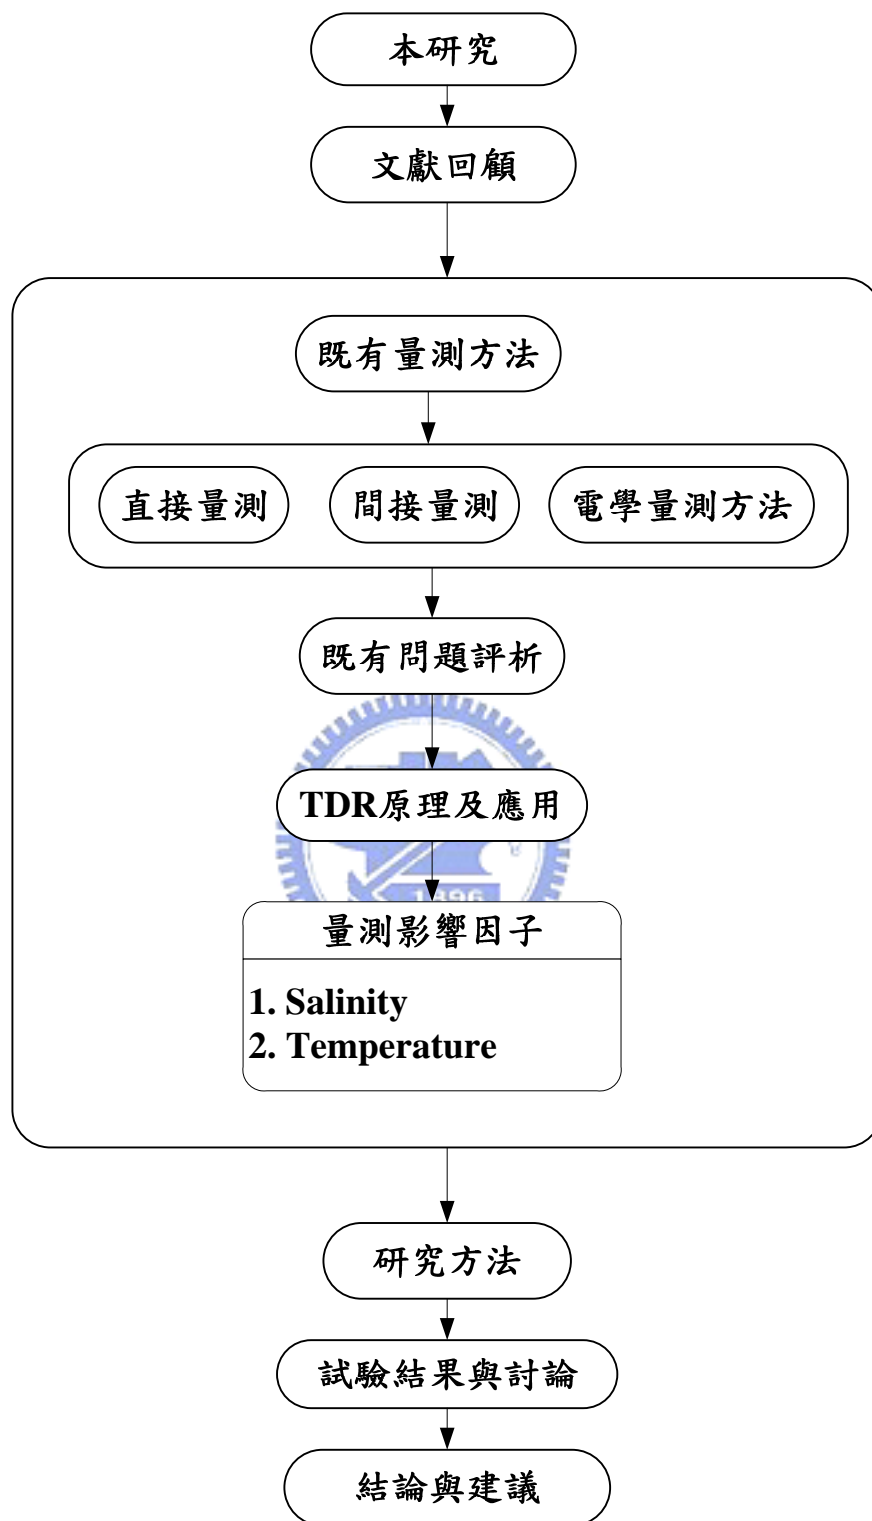 本研究
文獻回顧
既有量測方法
直接量測
間接量測
電學量測方法
既有問題評析
TDR原理及應用
1896
量測影響因子
1. Salinity
2. Temperature
研究方法
試驗結果與討論
結論與建議